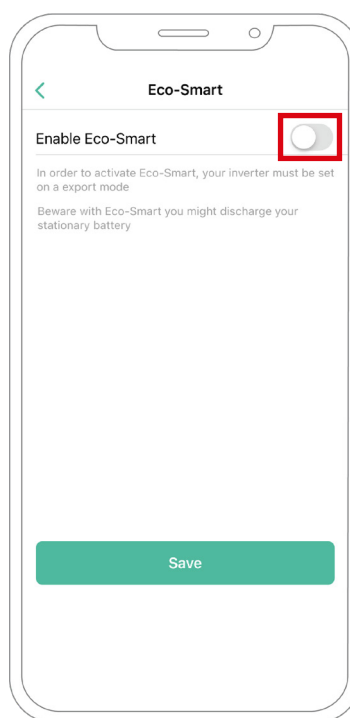 Eco-Smart
Enable Eco-Smart
In order to activate Eco-Smart, your inverter must be set
on a export mode
Beware with Eco-Smart you might discharge your
stationary battery
Save